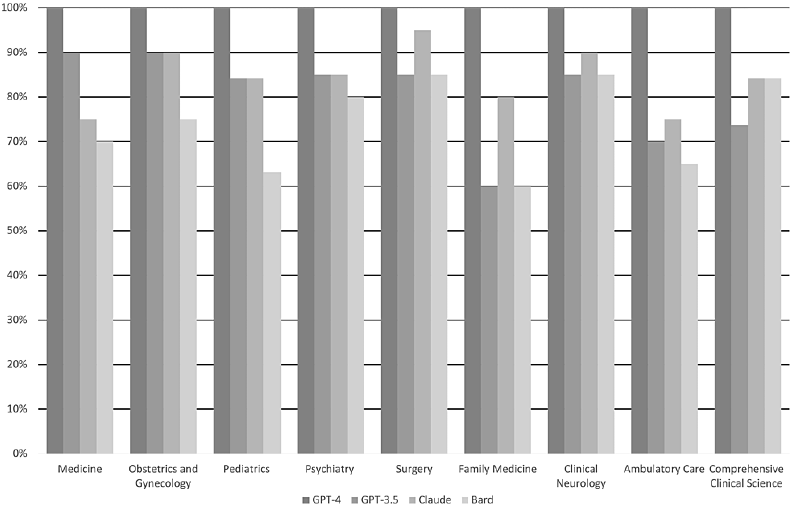 100%
90%
80%
70%
60%
50%
40%
30%
20%
10%
0%
Medicine
Obstetrics and
Gynecology
Pediatrics
Psychiatry
Surgery
Family Medicine
Clinical
Neurology
Ambulatory Care
Comprehensive
Clinical Science
GPT-4 GPT-3.5 Claude Bard